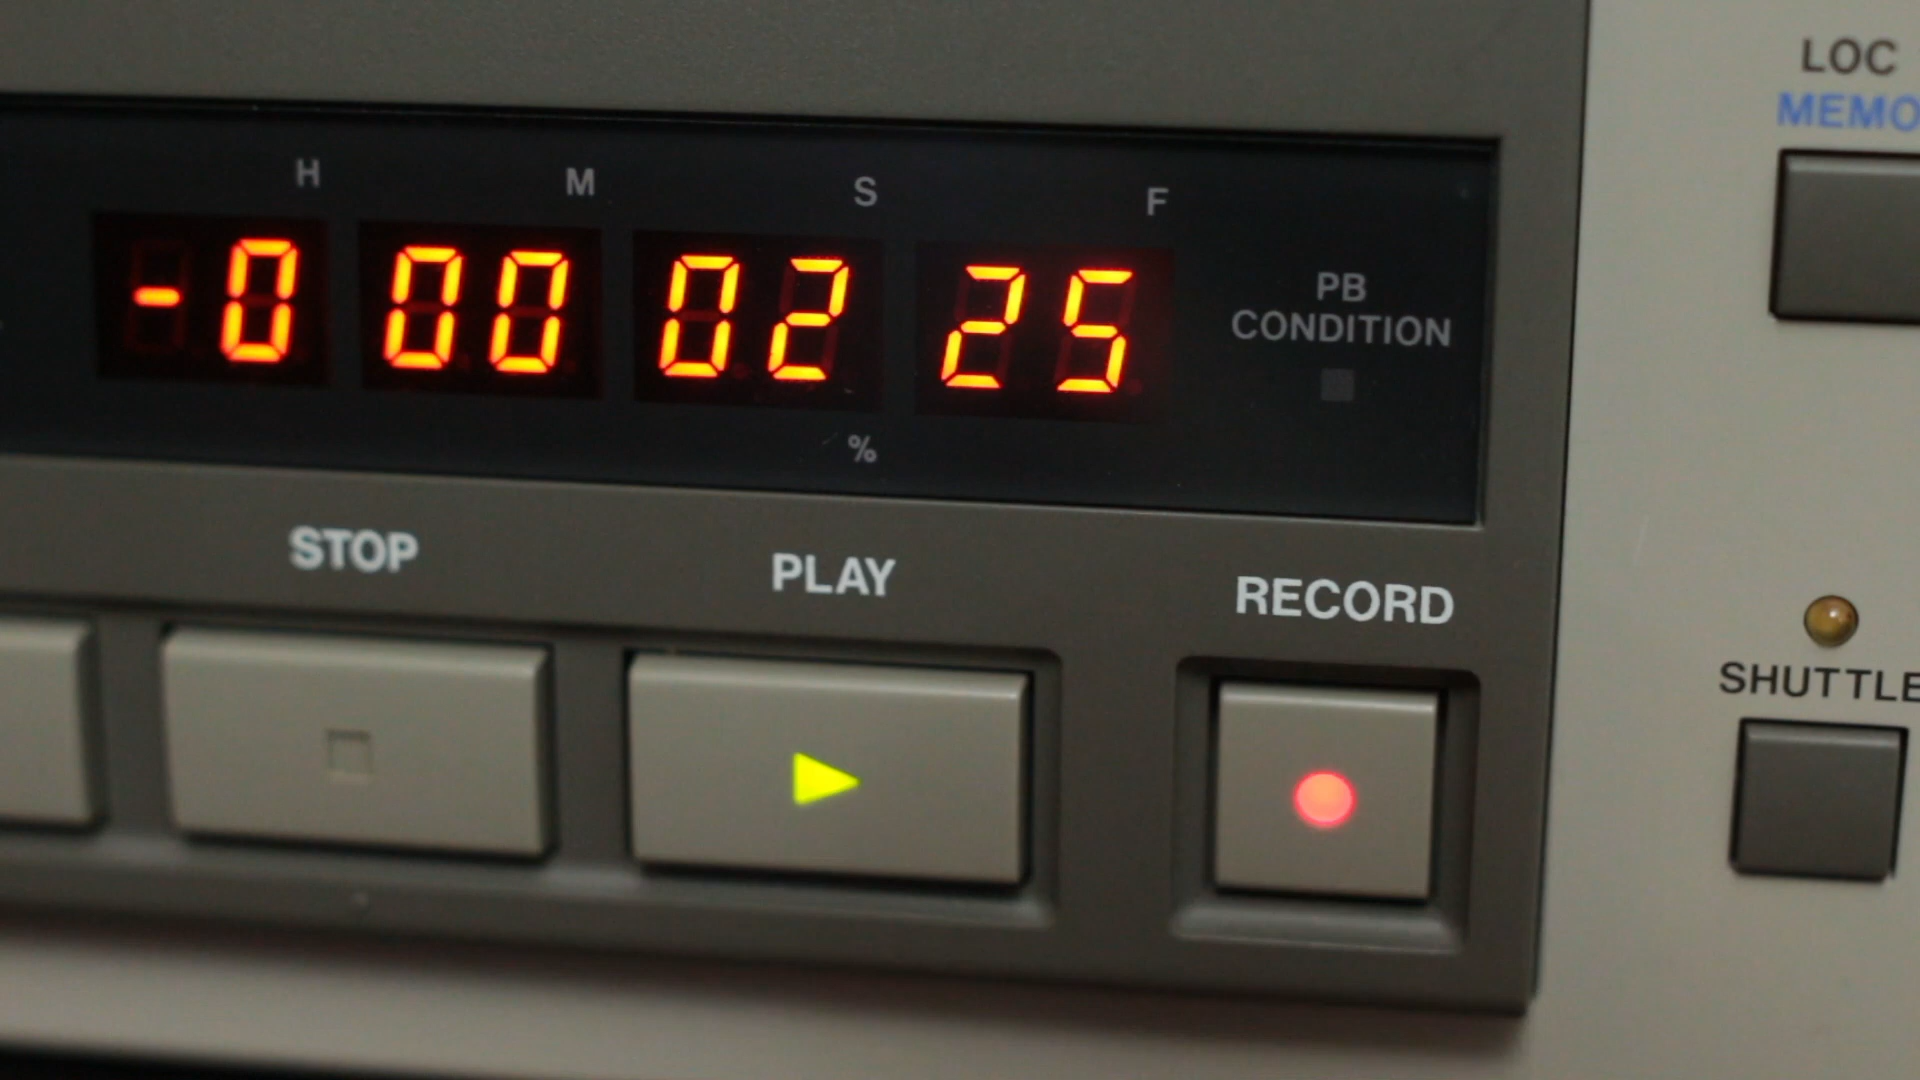 LOC
MEMO
H M S F
-0 00 02 25
PB
CONDITION
%
STOP
PLAY
RECORD
SHUTTLE